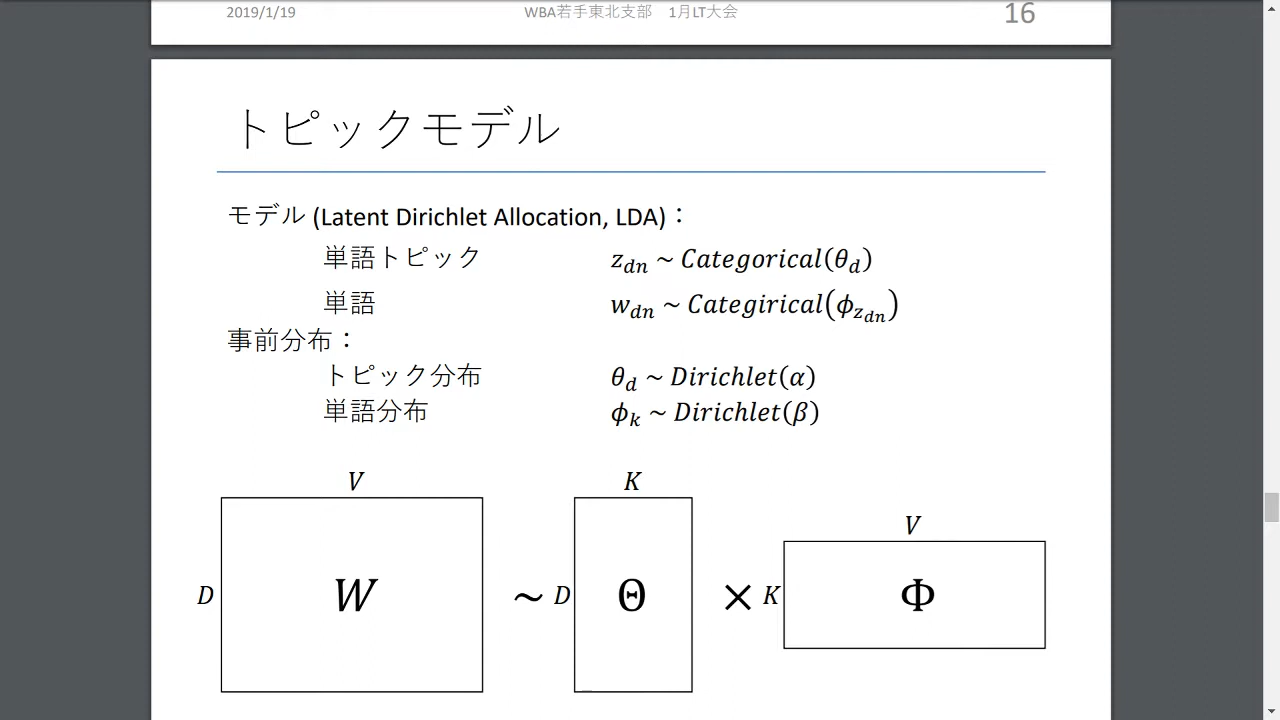 2019/1/19 WBA若手東北支部 1月LT大会 16
トピックモデル
モデル (Latent Dirichlet Allocation, LDA)：
単語トピック z_dn ~ Categorical(θ_d)
単語 w_dn ~ Categirical(ϕ_z_dn)
事前分布：
トピック分布 θ_d ~ Dirichlet(α)
単語分布 ϕ_k ~ Dirichlet(β)
V K
V
D W ~ D Θ × K Φ